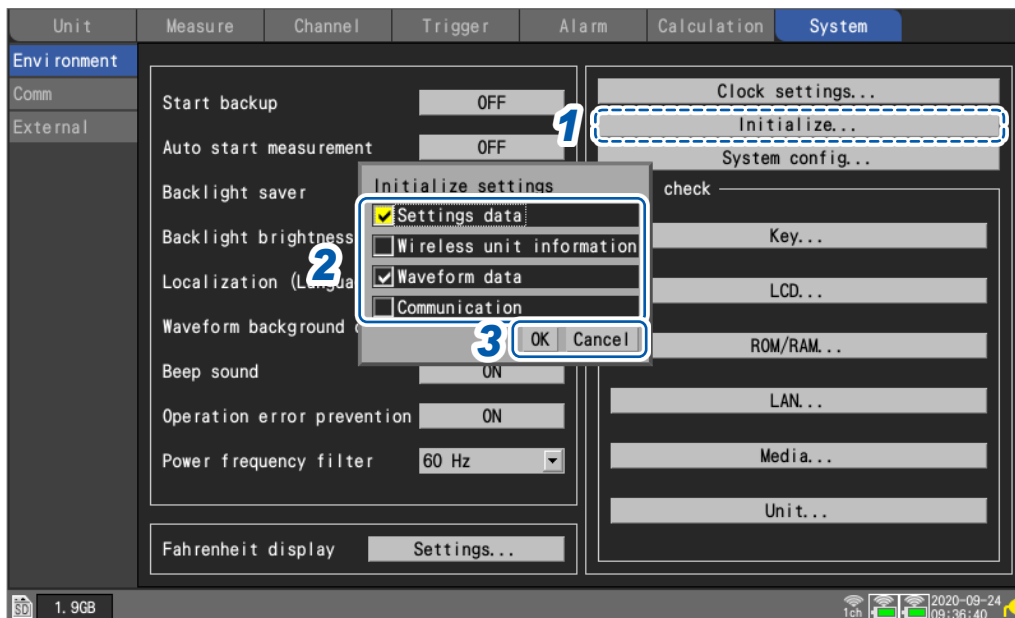 Unit Measure Channel Trigger Alarm Calculation System
Environment
Comm
External
Start backup OFF
Auto start measurement OFF
Backlight saver
Backlight brightness
Localization (Langua
Waveform background
Beep sound ON
Operation error prevention ON
Power frequency filter 60 Hz
Fahrenheit display Settings...
1
Clock settings...
Initialize...
System config...
check
Key...
LCD...
ROM/RAM...
LAN...
Media...
Unit...
Initialize settings
2
Settings data
Wireless unit information
Waveform data
Communication
3
OK Cancel
SD 1.9GB
1ch
2020-09-24
09:36:40